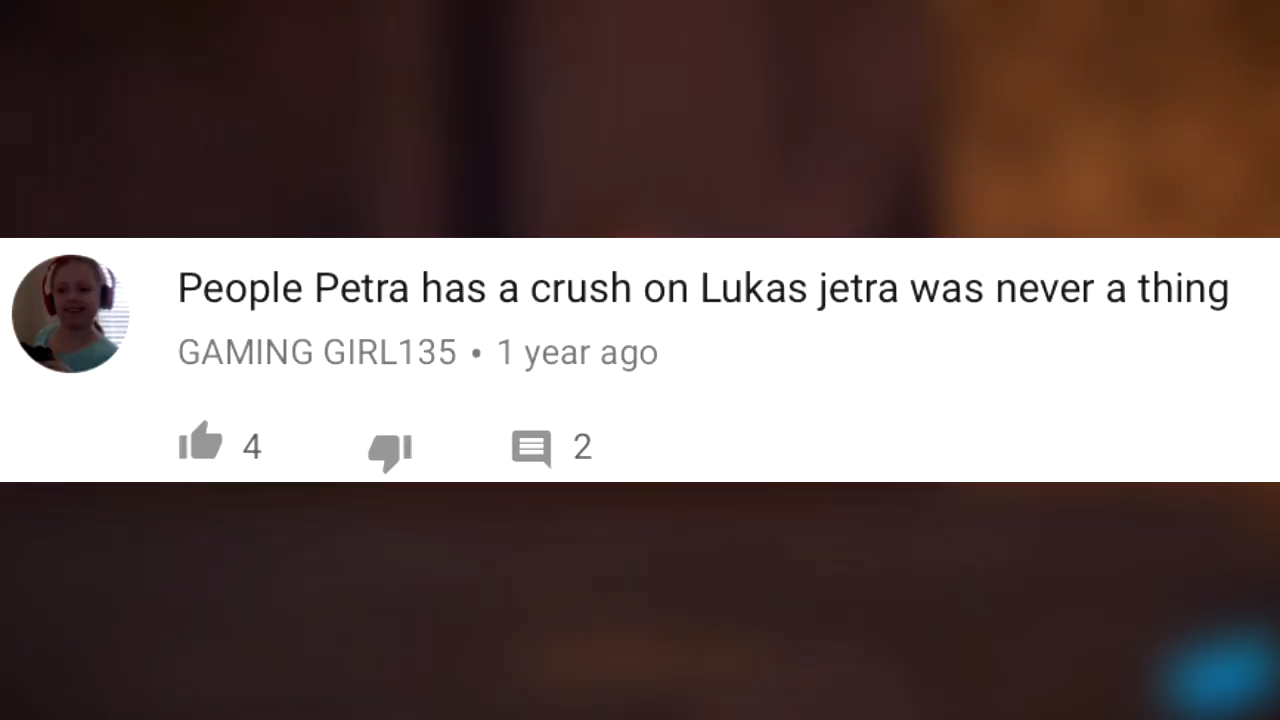 People Petra has a crush on Lukas jetra was never a thing
GAMING GIRL135 • 1 year ago
4 2